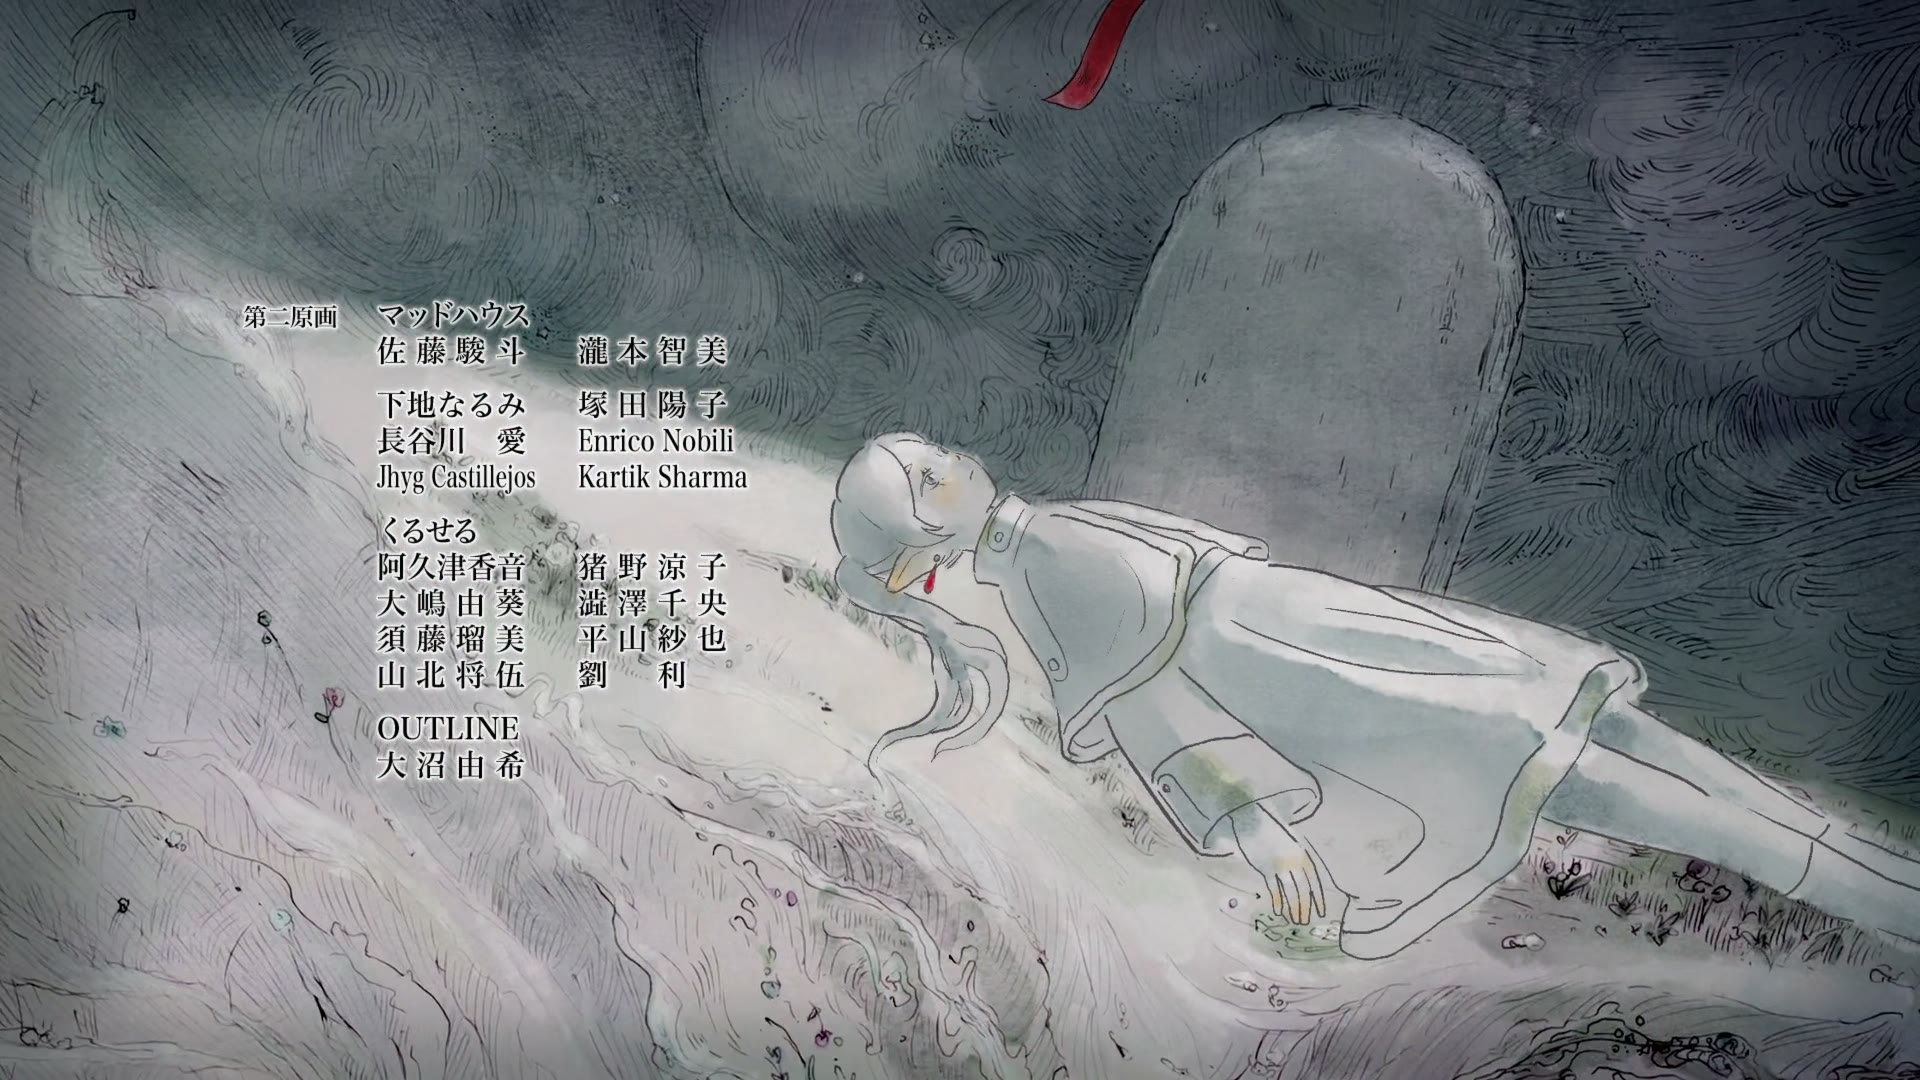 第二原画 マッドハウス
佐藤駿斗 瀧本智美
下地なるみ 塚田陽子
長谷川 愛 Enrico Nobili
Jhyg Castillejos Kartik Sharma
くるせる
阿久津香音 猪野涼子
大嶋由葵 澁澤千央
須藤瑠美 平山紗也
山北将伍 劉 利
OUTLINE
大沼由希